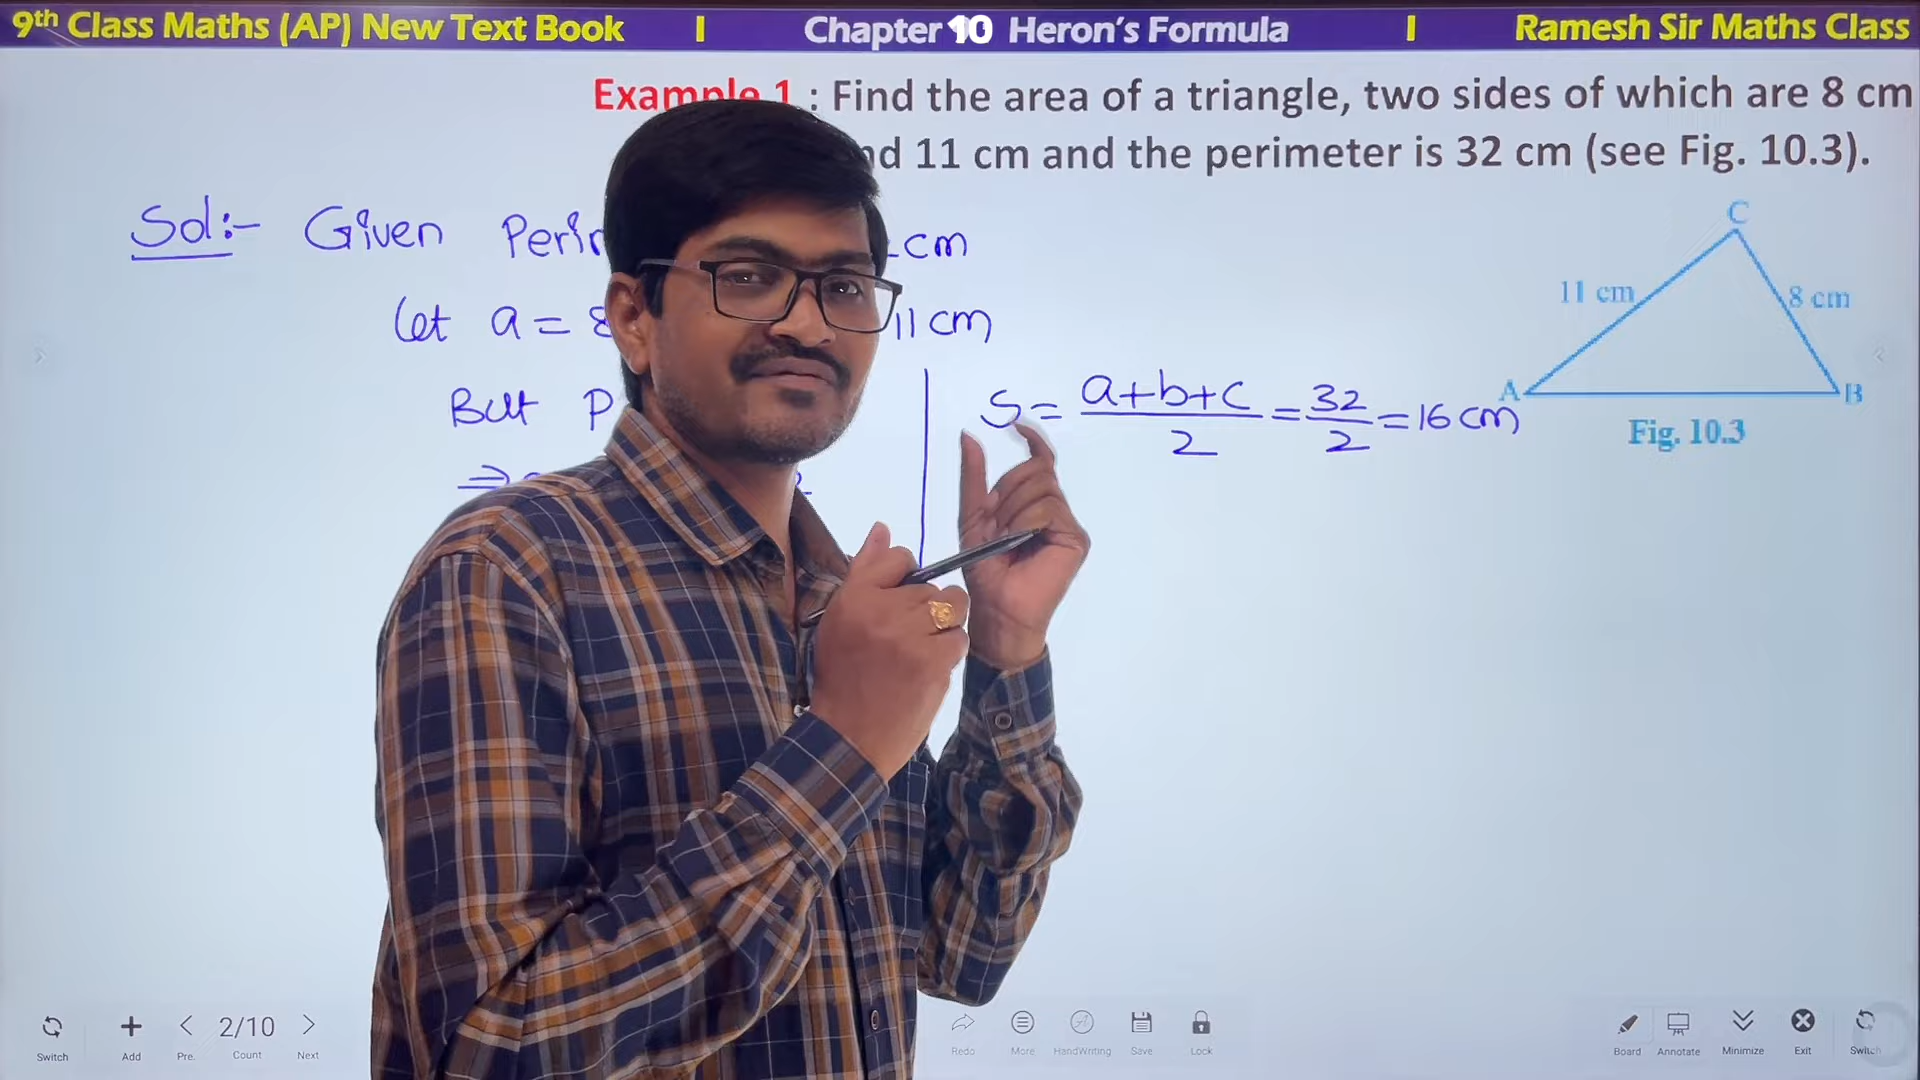 9th Class Maths (AP) New Text Book | Chapter 10 Heron's Formula | Ramesh Sir Maths Class
Example 1 : Find the area of a triangle, two sides of which are 8 cm
11 cm and the perimeter is 32 cm (see Fig. 10.3).
Sol:- Given cm
Let a = 11 cm
But P
S = a+b+c / 2 = 32 / 2 = 16 cm
C
11 cm
8 cm
A
B
Fig. 10.3
Switch
Add
Pre.
2/10
Count
Next
Redo
More
HandWriting
Save
Lock
Board
Annotate
Minimize
Exit
Switch